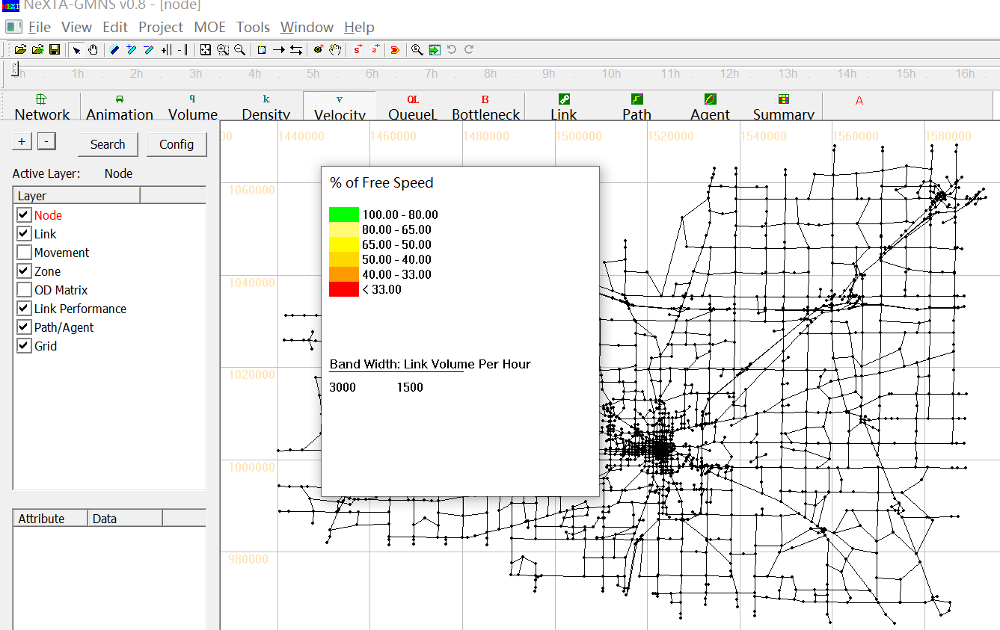 NEXT NeXTA-GMNS v0.8 - [node]
File View Edit Project MOE Tools Window Help
0h 1h 2h 3h 4h 5h 6h 7h 8h 9h 10h 11h 12h 13h 14h 15h 16h
q k v QL B A
Network Animation Volume Density Velocity QueueL Bottleneck Link Path Agent Summary
+ - Search Config
Active Layer: Node
Layer
Node
Link
Movement
Zone
OD Matrix
Link Performance
Path/Agent
Grid
Attribute Data
00 1440000 1460000 1480000 1500000 1520000 1540000 1560000 1580000
1060000
1040000
1020000
1000000
980000
% of Free Speed
100.00 - 80.00
80.00 - 65.00
65.00 - 50.00
50.00 - 40.00
40.00 - 33.00
< 33.00
Band Width: Link Volume Per Hour
3000 1500